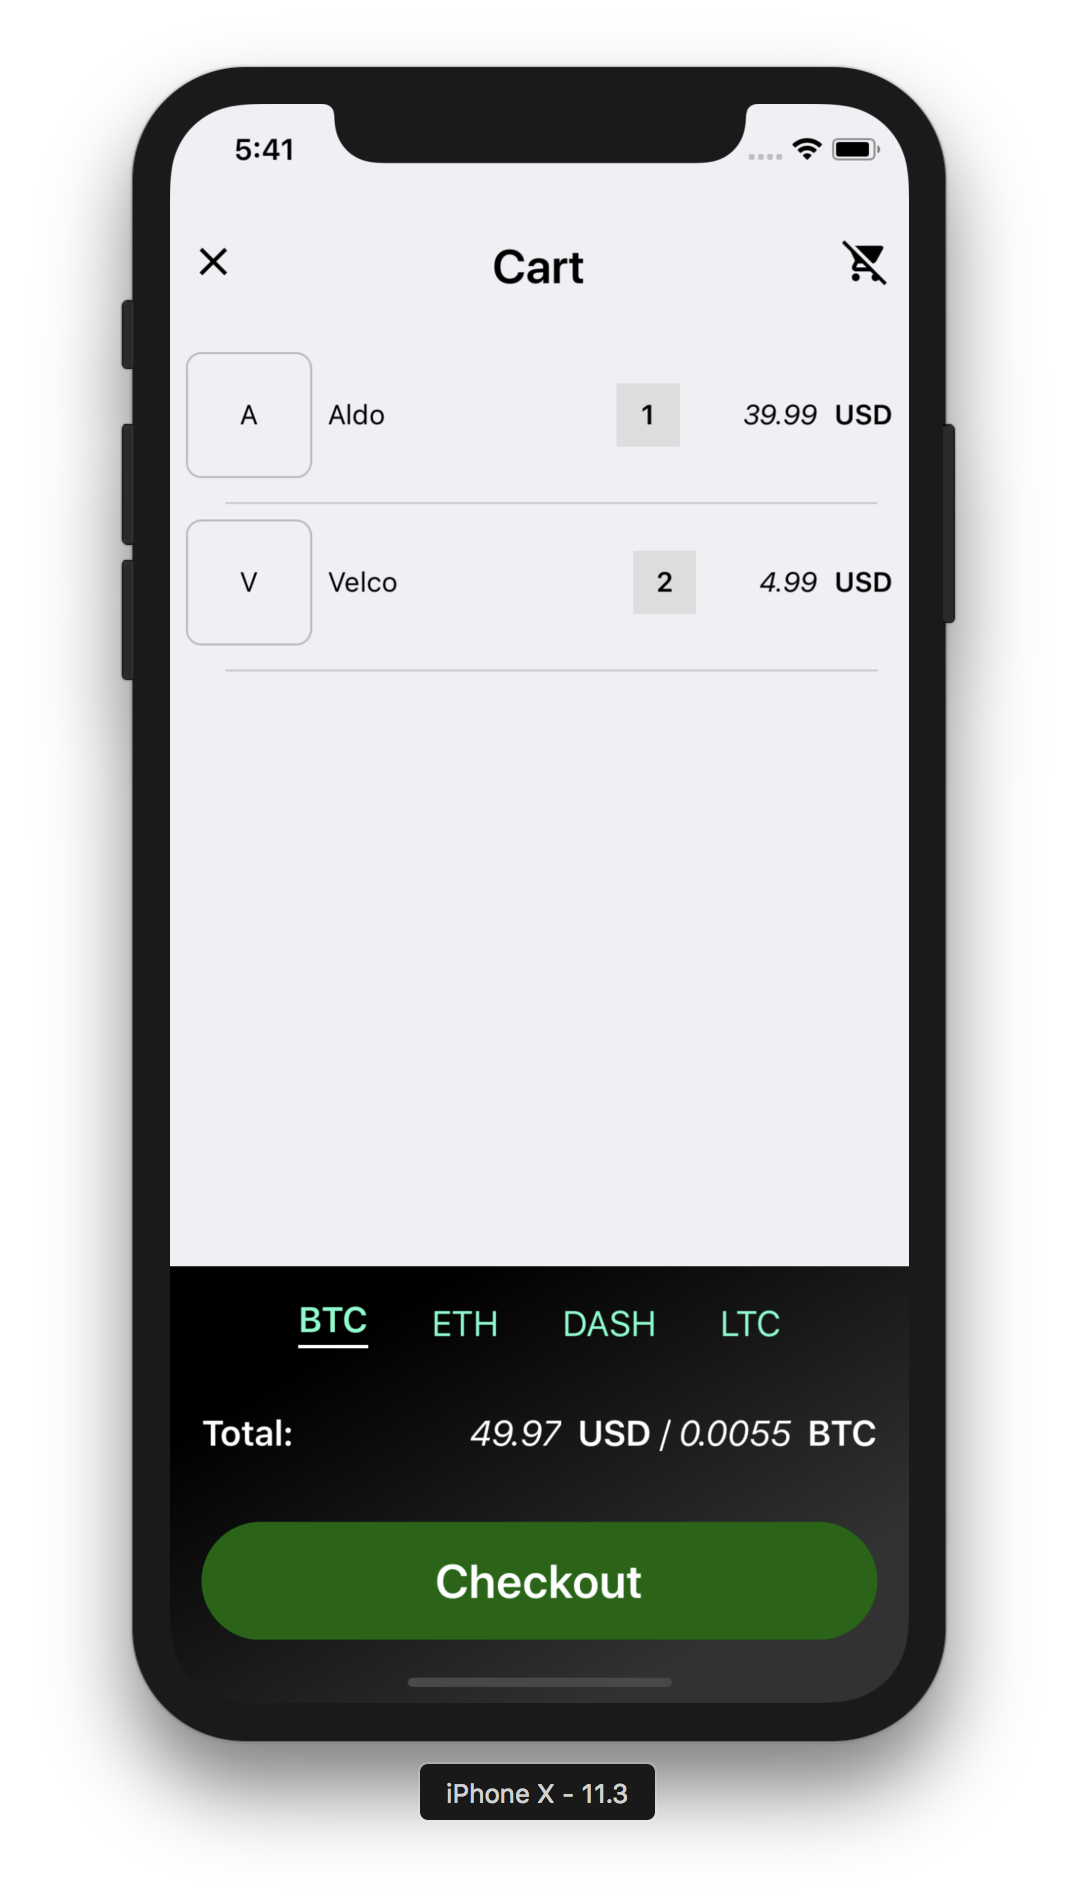 5:41
Cart
A Aldo 1 39.99 USD
V Velco 2 4.99 USD
BTC ETH DASH LTC
Total: 49.97 USD / 0.0055 BTC
Checkout
iPhone X - 11.3